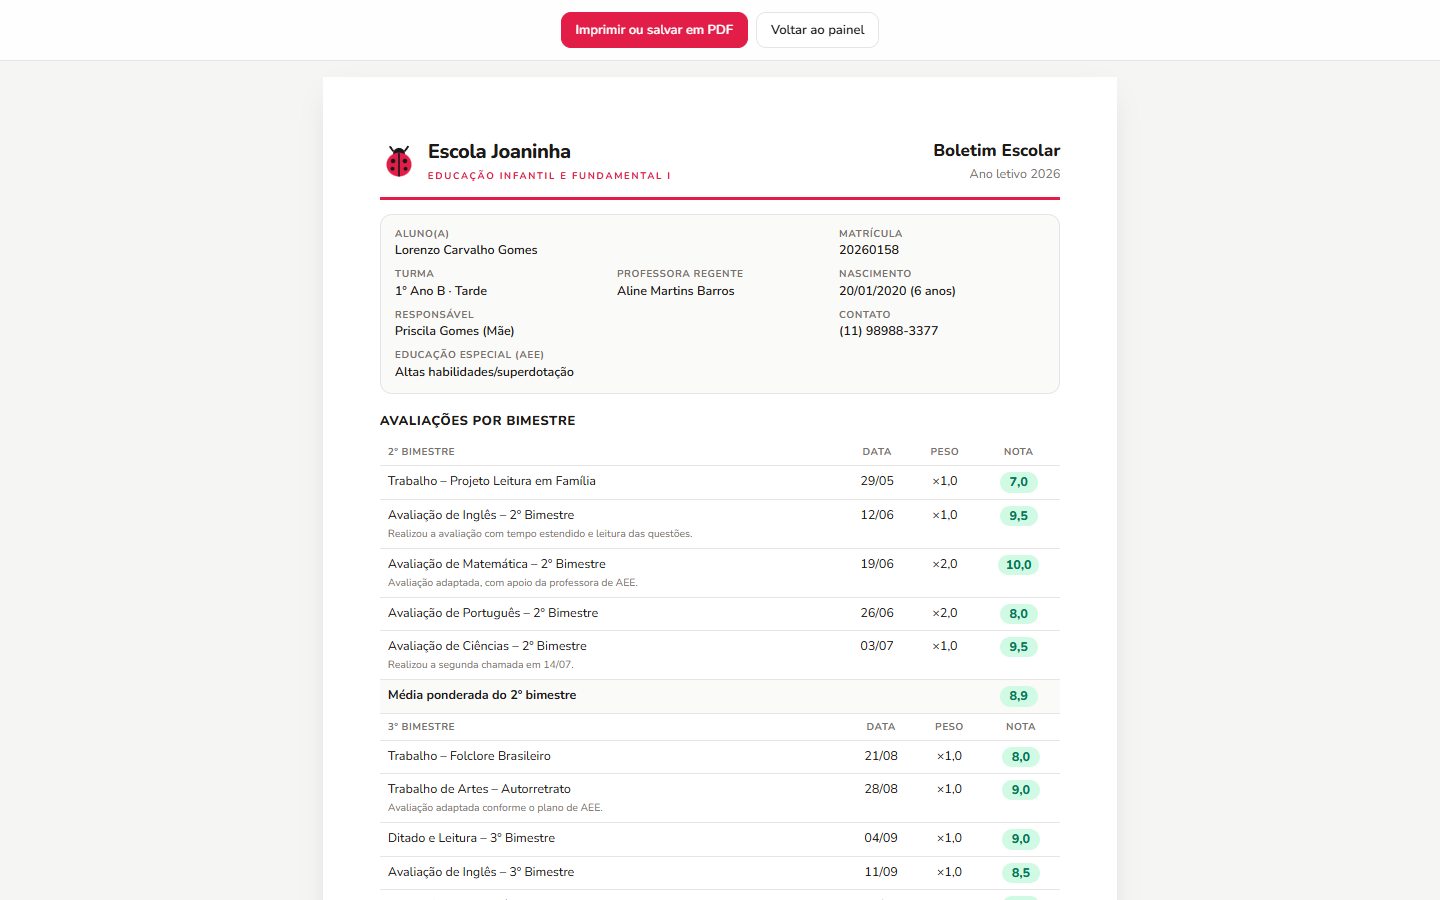 Imprimir ou salvar em PDF
Voltar ao painel
Escola Joaninha
EDUCAÇÃO INFANTIL E FUNDAMENTAL I
Boletim Escolar
Ano letivo 2026
ALUNO(A)
Lorenzo Carvalho Gomes
MATRÍCULA
20260158
TURMA
1º Ano B · Tarde
PROFESSORA REGENTE
Aline Martins Barros
NASCIMENTO
20/01/2020 (6 anos)
RESPONSÁVEL
Priscila Gomes (Mãe)
CONTATO
(11) 98988-3377
EDUCAÇÃO ESPECIAL (AEE)
Altas habilidades/superdotação
AVALIAÇÕES POR BIMESTRE
2º BIMESTRE DATA PESO NOTA
Trabalho – Projeto Leitura em Família 29/05 ×1,0 7,0
Avaliação de Inglês – 2º Bimestre 12/06 ×1,0 9,5
Realizou a avaliação com tempo estendido e leitura das questões.
Avaliação de Matemática – 2º Bimestre 19/06 ×2,0 10,0
Avaliação adaptada, com apoio da professora de AEE.
Avaliação de Português – 2º Bimestre 26/06 ×2,0 8,0
Avaliação de Ciências – 2º Bimestre 03/07 ×1,0 9,5
Realizou a segunda chamada em 14/07.
Média ponderada do 2º bimestre 8,9
3º BIMESTRE DATA PESO NOTA
Trabalho – Folclore Brasileiro 21/08 ×1,0 8,0
Trabalho de Artes – Autorretrato 28/08 ×1,0 9,0
Avaliação adaptada conforme o plano de AEE.
Ditado e Leitura – 3º Bimestre 04/09 ×1,0 9,0
Avaliação de Inglês – 3º Bimestre 11/09 ×1,0 8,5